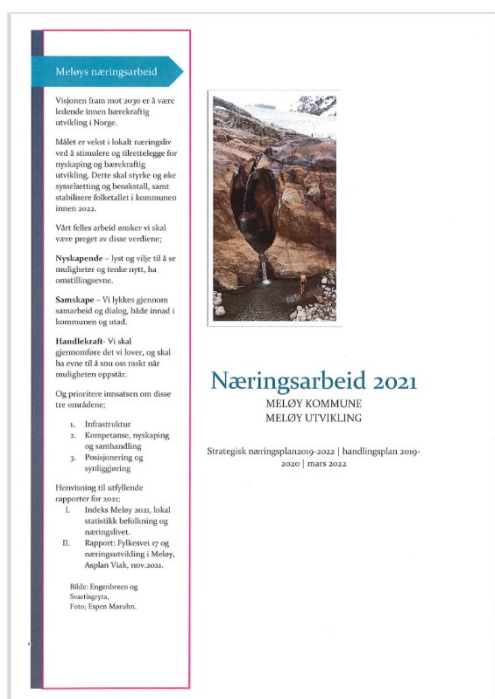 Meløys næringsarbeid
Visjonen fram mot 2030 er å være
ledende innen bærekraftig
utvikling i Norge.
Målet er vekst i lokalt næringsliv
ved å stimulere og tilrettelegge for
nyskaping og bærekraftig
utvikling. Dette skal styrke og øke
sysselsetting og besøkstall, samt
stabilisere folketallet i kommunen
innen 2022.
Vårt felles arbeid ønsker vi skal
være preget av disse verdiene;
Nyskapende – lyst og vilje til å se
muligheter og tenke nytt, ha
omstillingsevne.
Samskape – Vi lykkes gjennom
samarbeid og dialog, både innad i
kommunen og utad.
Handlekraft- Vi skal
gjennomføre det vi lover, og skal
ha evne til å snu oss raskt når
muligheten oppstår.
Og prioritere innsatsen om disse
tre områdene;
1. Infrastruktur
2. Kompetanse, nyskaping
og samhandling
3. Posisjonering og
synliggjøring
Henvisning til utfyllende
rapporter for 2021;
I. Indeks Meløy 2021, lokal
statistikk befolkning og
næringslivet.
II. Rapport: Fylkesvei 17 og
næringsutvikling i Meløy,
Asplan Viak, nov.2021.
Bilde: Engenbreen og
Svartisgryta,
Foto; Espen Maruhn.
Næringsarbeid 2021
MELØY KOMMUNE
MELØY UTVIKLING
Strategisk næringsplan2019-2022 | handlingsplan 2019-
2020 | mars 2022